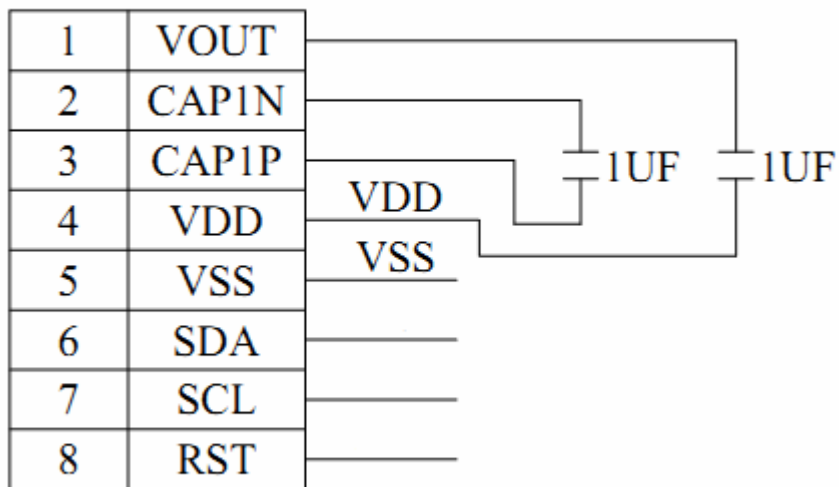 1 VOUT
2 CAP1N
3 CAP1P 1UF 1UF
4 VDD VDD
5 VSS VSS
6 SDA
7 SCL
8 RST